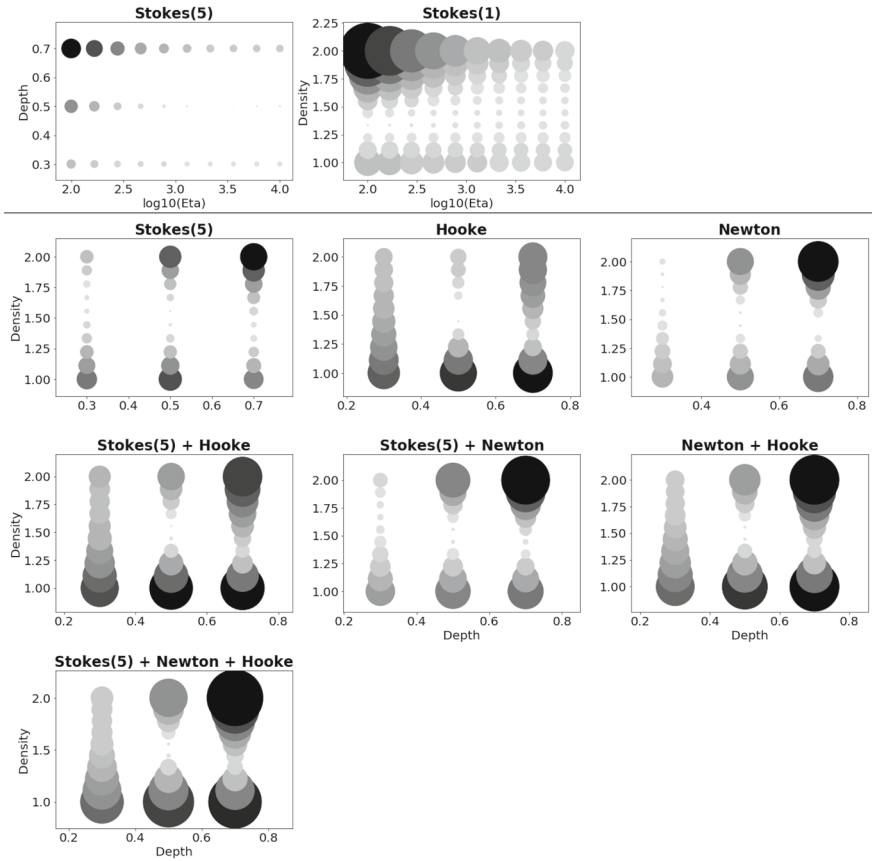 Stokes(5)
Stokes(1)
Depth
0.7
0.6
0.5
0.4
0.3
2.0 2.5 3.0 3.5 4.0
log10(Eta)
Density
2.25
2.00
1.75
1.50
1.25
1.00
2.0 2.5 3.0 3.5 4.0
log10(Eta)
Stokes(5)
Hooke
Newton
Density
2.00
1.75
1.50
1.25
1.00
0.3 0.4 0.5 0.6 0.7
2.00
1.75
1.50
1.25
1.00
0.2 0.4 0.6 0.8
2.00
1.75
1.50
1.25
1.00
0.4 0.6 0.8
Stokes(5) + Hooke
Stokes(5) + Newton
Newton + Hooke
Density
2.00
1.75
1.50
1.25
1.00
0.2 0.4 0.6 0.8
2.00
1.75
1.50
1.25
1.00
0.2 0.4 0.6 0.8
Depth
2.00
1.75
1.50
1.25
1.00
0.2 0.4 0.6 0.8
Depth
Stokes(5) + Newton + Hooke
Density
2.0
1.5
1.0
0.2 0.4 0.6 0.8
Depth